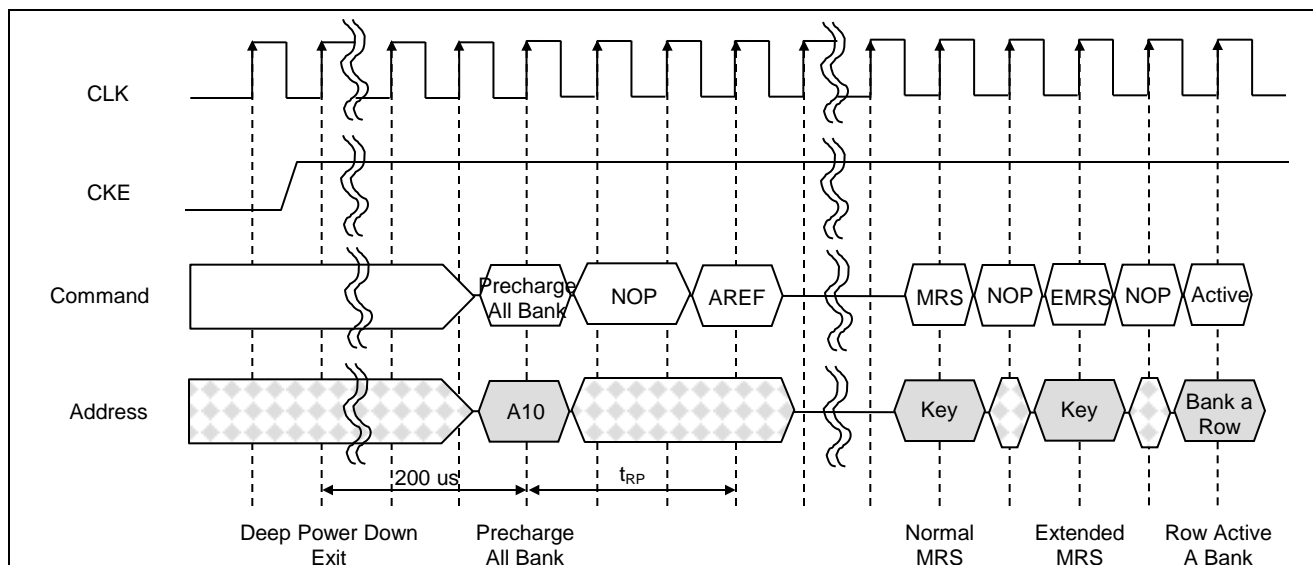 CLK
CKE
Command
Precharge
All Bank
NOP
AREF
MRS
NOP
EMRS
NOP
Active
Address
A10
Key
Key
Bank a
Row
200 us
tRP
Deep Power Down
Exit
Precharge
All Bank
Normal
MRS
Extended
MRS
Row Active
A Bank